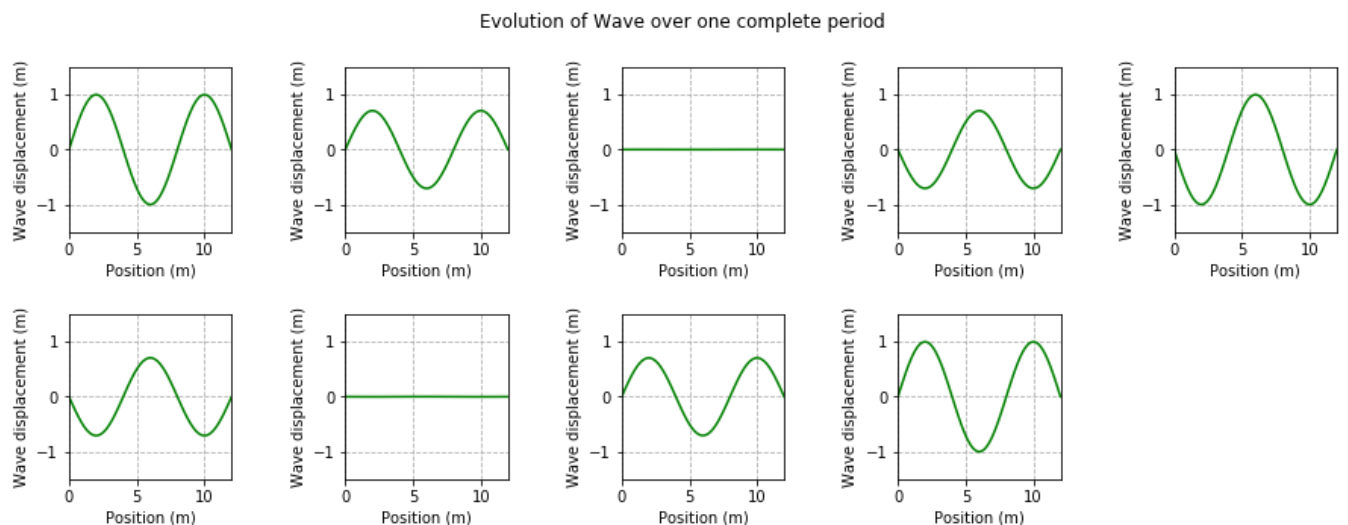 Evolution of Wave over one complete period
Wave displacement (m)
1
0
−1
0 5 10
Position (m)
Wave displacement (m)
1
0
−1
0 5 10
Position (m)
Wave displacement (m)
1
0
−1
0 5 10
Position (m)
Wave displacement (m)
1
0
−1
0 5 10
Position (m)
Wave displacement (m)
1
0
−1
0 5 10
Position (m)
Wave displacement (m)
1
0
−1
0 5 10
Position (m)
Wave displacement (m)
1
0
−1
0 5 10
Position (m)
Wave displacement (m)
1
0
−1
0 5 10
Position (m)
Wave displacement (m)
1
0
−1
0 5 10
Position (m)